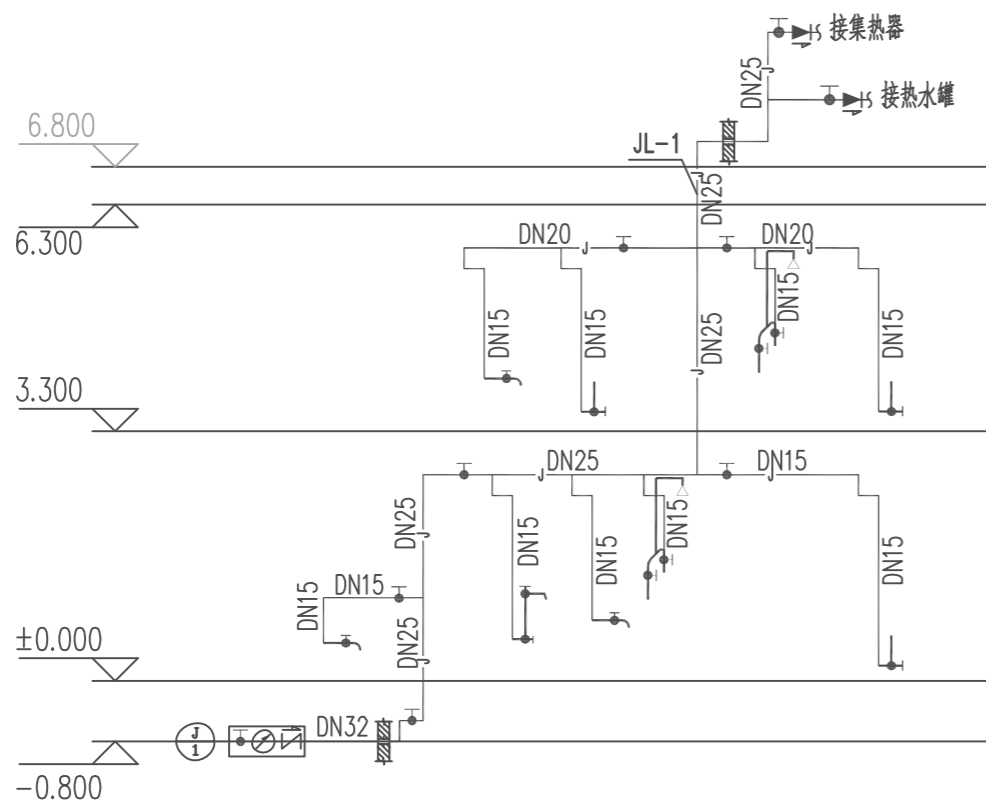 接集热器
DN25
接热水罐
6.800
JL-1
J
DN25
6.300
DN20
J
DN20
J
DN15
DN15
DN25
DN15
DN15
J
3.300
DN25
J
DN15
J
DN25
J
DN15
DN15
DN15
DN15
DN15
DN15
±0.000
DN25
J
J
1
DN32
-0.800